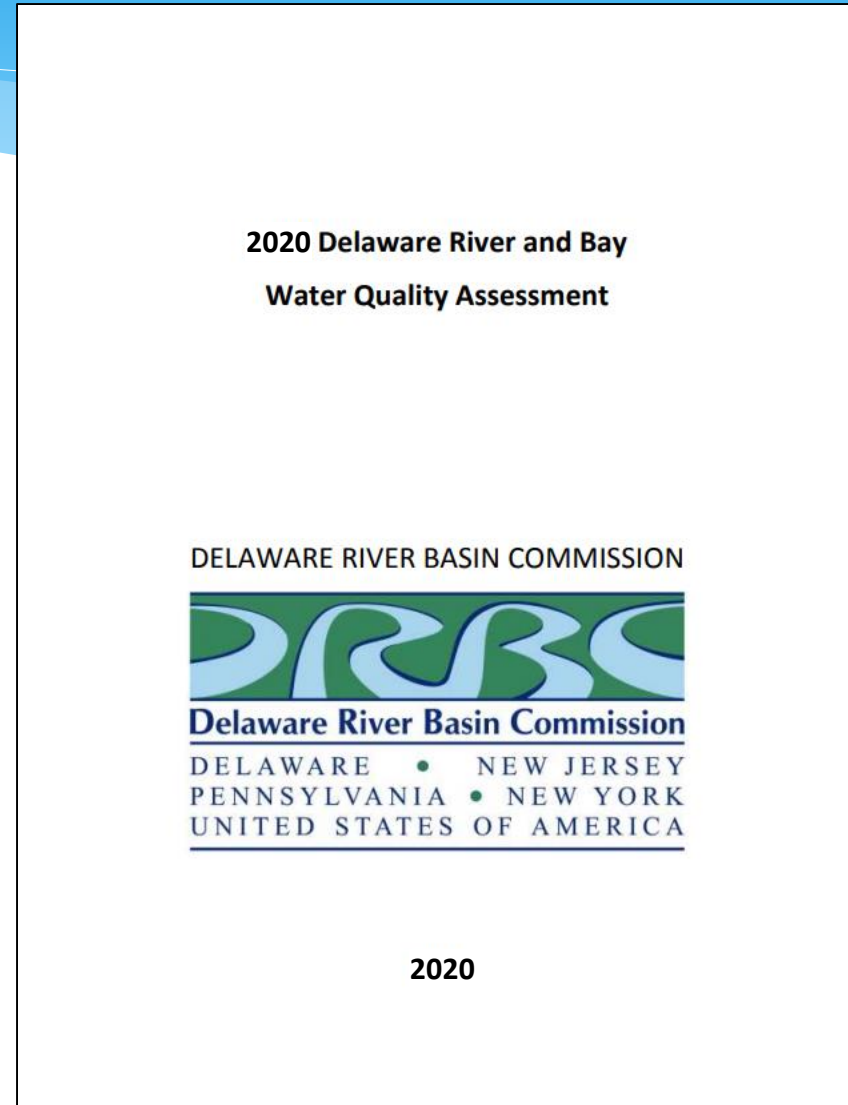 2020 Delaware River and Bay
Water Quality Assessment
DELAWARE RIVER BASIN COMMISSION
DRBC
Delaware River Basin Commission
DELAWARE • NEW JERSEY
PENNSYLVANIA • NEW YORK
UNITED STATES OF AMERICA
2020